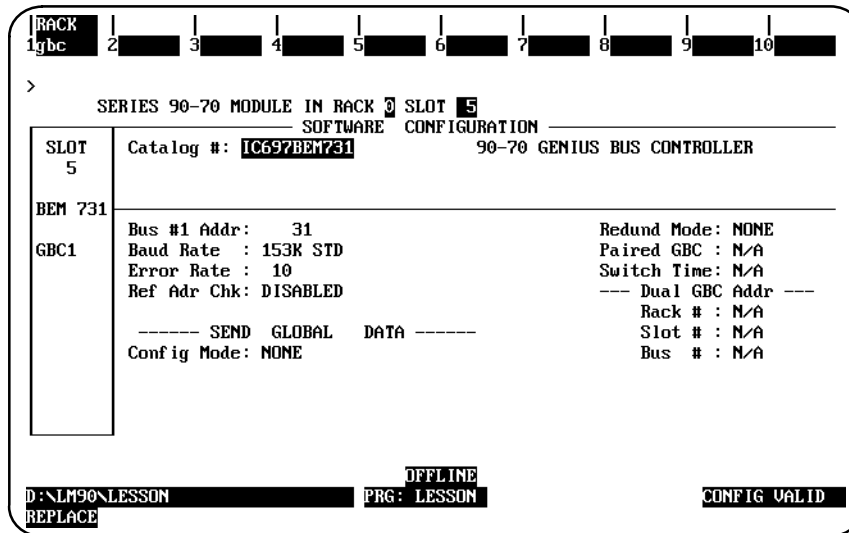 RACK
1gbc 2 3 4 5 6 7 8 9 10
>
SERIES 90-70 MODULE IN RACK 0 SLOT 5
SOFTWARE CONFIGURATION
SLOT Catalog #: IC697BEM731 90-70 GENIUS BUS CONTROLLER
5
BEM 731
Bus #1 Addr: 31 Redund Mode: NONE
GBC1 Baud Rate : 153K STD Paired GBC : N/A
Error Rate : 10 Switch Time: N/A
Ref Adr Chk: DISABLED --- Dual GBC Addr ---
Rack # : N/A
------ SEND GLOBAL DATA ------ Slot # : N/A
Config Mode: NONE Bus # : N/A
OFFLINE
D:\LM90\LESSON PRG: LESSON CONFIG VALID
REPLACE